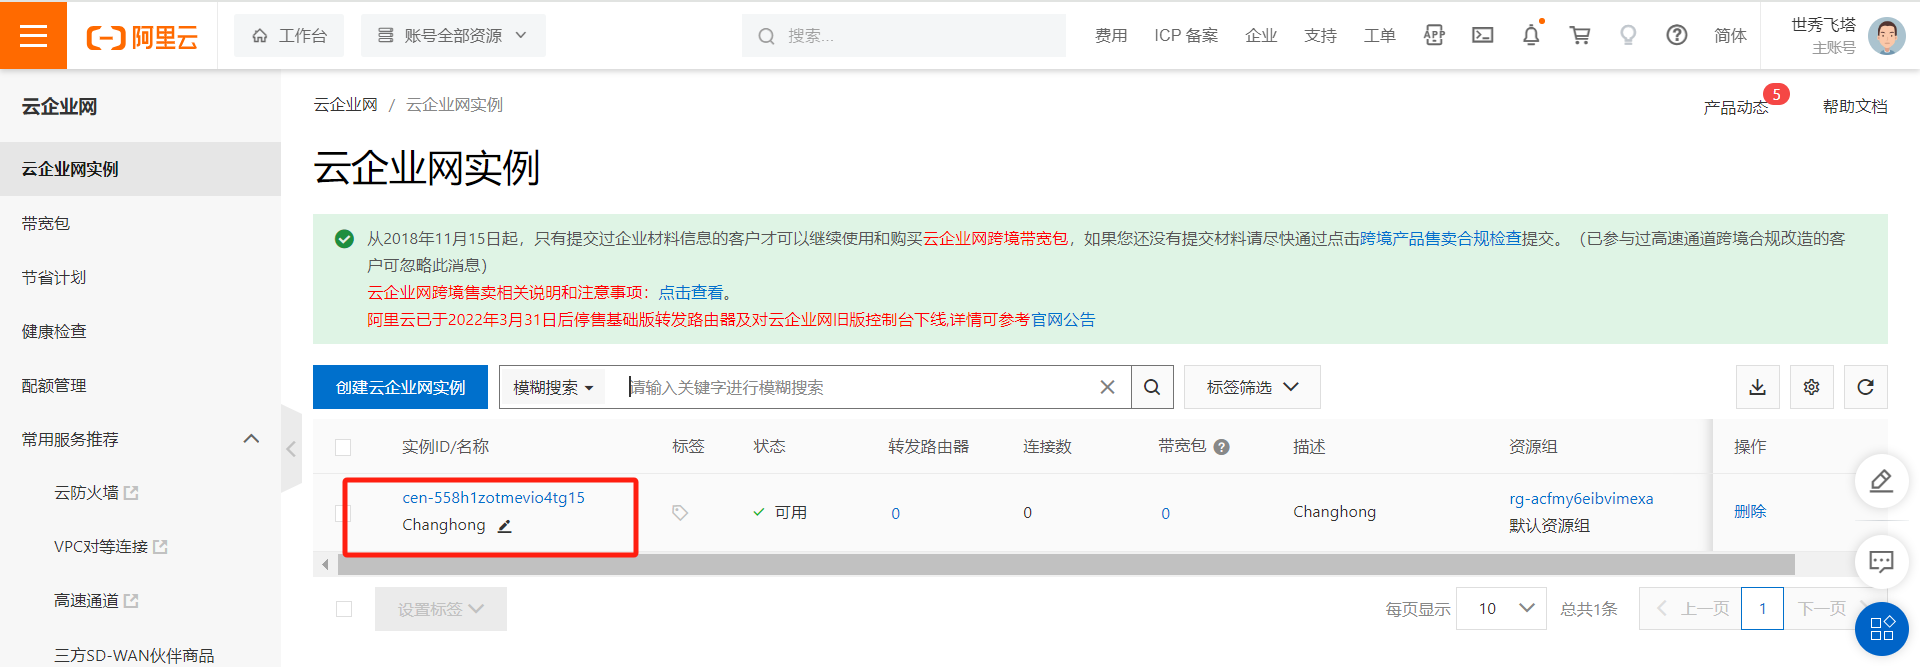 阿里云
工作台
账号全部资源
搜索...
费用
ICP 备案
企业
支持
工单
APP
简体
世秀飞塔
主账号
云企业网
云企业网实例
带宽包
节省计划
健康检查
配额管理
常用服务推荐
云防火墙
VPC对等连接
高速通道
三方SD-WAN伙伴商品
云企业网 / 云企业网实例
产品动态
5
帮助文档
云企业网实例
从2018年11月15日起，只有提交过企业材料信息的客户才可以继续使用和购买云企业网跨境带宽包，如果您还没有提交材料请尽快通过点击跨境产品售卖合规检查提交。（已参与过高速通道跨境合规改造的客
户可忽略此消息）
云企业网跨境售卖相关说明和注意事项：点击查看。
阿里云已于2022年3月31日后停售基础版转发路由器及对云企业网旧版控制台下线,详情可参考官网公告
创建云企业网实例
模糊搜索
请输入关键字进行模糊搜索
标签筛选
实例ID/名称
标签
状态
转发路由器
连接数
带宽包
描述
资源组
操作
cen-558h1zotmevio4tg15
Changhong
可用
0
0
0
Changhong
rg-acfmy6eibvimexa
默认资源组
删除
设置标签
每页显示
10
总共1条
上一页
1
下一页